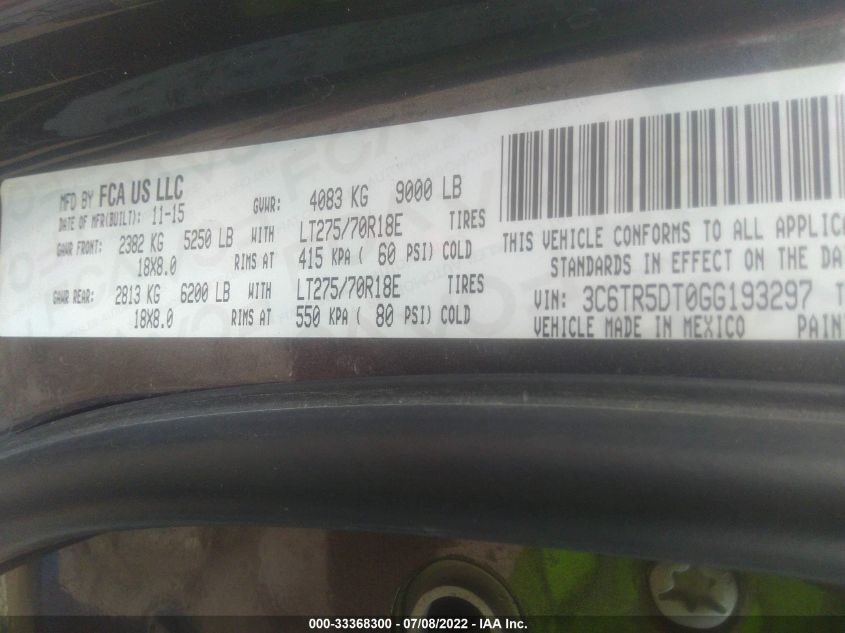 MFD BY FCA US LLC
DATE OF MFR(BUILT): 11-15
GVWR: 4083 KG 9000 LB
GAWR FRONT: 2382 KG 5250 LB WITH LT275/70R18E TIRES
18X8.0 RIMS AT 415 KPA ( 60 PSI) COLD
GAWR REAR: 2813 KG 6200 LB WITH LT275/70R18E TIRES
18X8.0 RIMS AT 550 KPA ( 80 PSI) COLD
THIS VEHICLE CONFORMS TO ALL APPLICA
STANDARDS IN EFFECT ON THE DA
VIN: 3C6TR5DT0GG193297 T
VEHICLE MADE IN MEXICO PAIN
000-33368300 - 07/08/2022 - IAA Inc.